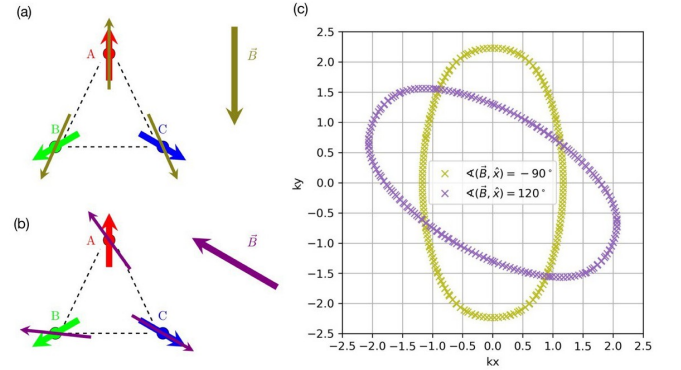 (a)
A
B
C
B⃗
(b)
A
B
C
B⃗
(c)
2.5
2.0
1.5
1.0
0.5
0.0
−0.5
−1.0
−1.5
−2.0
−2.5
ky
∢(B⃗, x̂) = −90°
∢(B⃗, x̂) = 120°
−2.5 −2.0 −1.5 −1.0 −0.5 0.0 0.5 1.0 1.5 2.0 2.5
kx